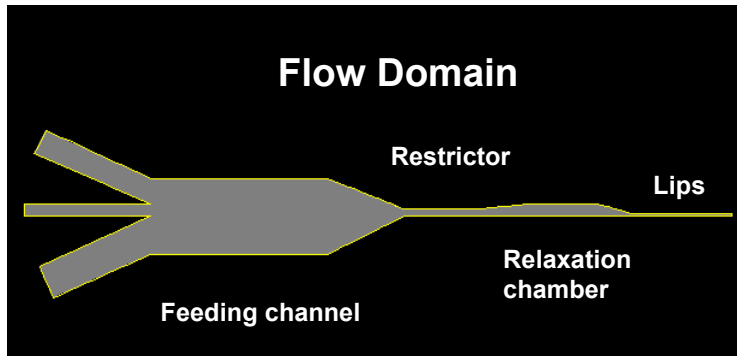 Flow Domain
Restrictor
Lips
Relaxation
chamber
Feeding channel